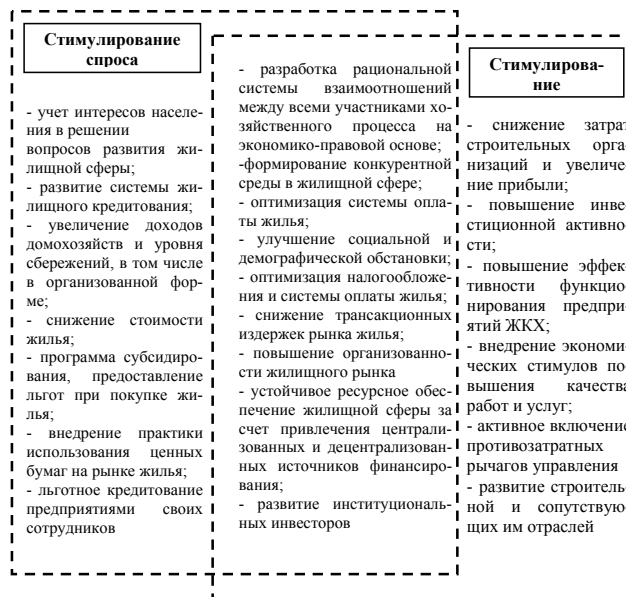 Стимулирование
спроса
- учет интересов населе-
ния в решении
вопросов развития жи-
лищной сферы;
- развитие системы жи-
лищного кредитования;
- увеличение доходов
домохозяйств и уровня
сбережений, в том числе
в организованной фор-
ме;
- снижение стоимости
жилья;
- программа субсидиро-
вания, предоставление
льгот при покупке жи-
лья;
- внедрение практики
использования ценных
бумаг на рынке жилья;
- льготное кредитование
предприятиями своих
сотрудников
- разработка рациональной
системы взаимоотношений
между всеми участниками хо-
зяйственного процесса на
экономико-правовой основе;
-формирование конкурентной
среды в жилищной сфере;
- оптимизация системы опла-
ты жилья;
- улучшение социальной и
демографической обстановки;
- оптимизация налогообложе-
ния и системы оплаты жилья;
- снижение трансакционных
издержек рынка жилья;
- повышение организованно-
сти жилищного рынка
- устойчивое ресурсное обес-
печение жилищной сферы за
счет привлечения централи-
зованных и децентрализован-
ных источников финансиро-
вания;
- развитие институциональ-
ных инвесторов
Стимулирова-
ние
- снижение затрат
строительных орга-
низаций и увеличе-
ние прибыли;
- повышение инве-
стиционной активно-
сти;
- повышение эффек-
тивности функцио-
нирования предпри-
ятий ЖКХ;
- внедрение экономи-
ческих стимулов по-
вышения качества
работ и услуг;
- активное включение
противозатратных
рычагов управления
- развитие строитель-
ной и сопутствую-
щих им отраслей